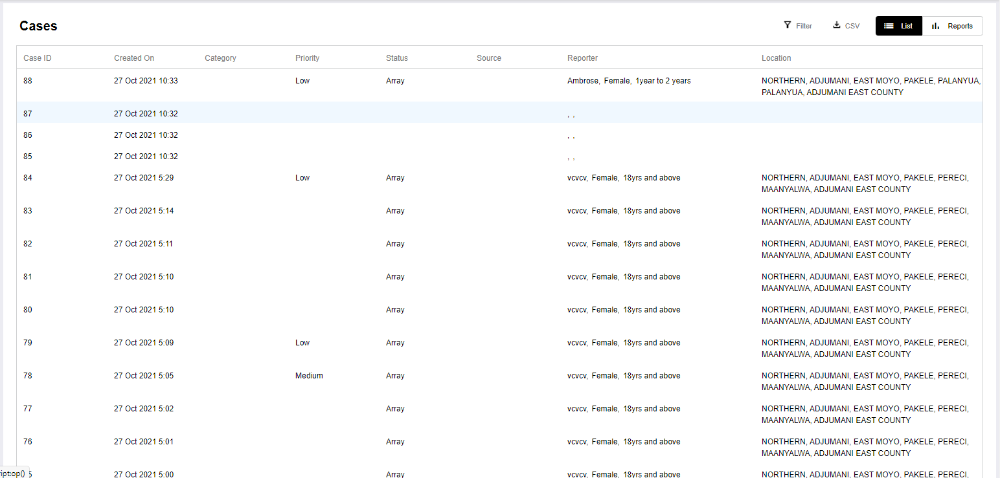 Cases
Filter CSV List Reports
Case ID Created On Category Priority Status Source Reporter Location
88 27 Oct 2021 10:33 Low Array Ambrose, Female, 1year to 2 years NORTHERN, ADJUMANI, EAST MOYO, PAKELE, PALANYUA,
PALANYUA, ADJUMANI EAST COUNTY
87 27 Oct 2021 10:32 , ,
86 27 Oct 2021 10:32 , ,
85 27 Oct 2021 10:32 , ,
84 27 Oct 2021 5:29 Low Array vcvcv, Female, 18yrs and above NORTHERN, ADJUMANI, EAST MOYO, PAKELE, PERECI,
MAANYALWA, ADJUMANI EAST COUNTY
83 27 Oct 2021 5:14 Array vcvcv, Female, 18yrs and above NORTHERN, ADJUMANI, EAST MOYO, PAKELE, PERECI,
MAANYALWA, ADJUMANI EAST COUNTY
82 27 Oct 2021 5:11 Array vcvcv, Female, 18yrs and above NORTHERN, ADJUMANI, EAST MOYO, PAKELE, PERECI,
MAANYALWA, ADJUMANI EAST COUNTY
81 27 Oct 2021 5:10 Array vcvcv, Female, 18yrs and above NORTHERN, ADJUMANI, EAST MOYO, PAKELE, PERECI,
MAANYALWA, ADJUMANI EAST COUNTY
80 27 Oct 2021 5:10 Array vcvcv, Female, 18yrs and above NORTHERN, ADJUMANI, EAST MOYO, PAKELE, PERECI,
MAANYALWA, ADJUMANI EAST COUNTY
79 27 Oct 2021 5:09 Low Array vcvcv, Female, 18yrs and above NORTHERN, ADJUMANI, EAST MOYO, PAKELE, PERECI,
MAANYALWA, ADJUMANI EAST COUNTY
78 27 Oct 2021 5:05 Medium Array vcvcv, Female, 18yrs and above NORTHERN, ADJUMANI, EAST MOYO, PAKELE, PERECI,
MAANYALWA, ADJUMANI EAST COUNTY
77 27 Oct 2021 5:02 Array vcvcv, Female, 18yrs and above NORTHERN, ADJUMANI, EAST MOYO, PAKELE, PERECI,
MAANYALWA, ADJUMANI EAST COUNTY
76 27 Oct 2021 5:01 Array vcvcv, Female, 18yrs and above NORTHERN, ADJUMANI, EAST MOYO, PAKELE, PERECI,
MAANYALWA, ADJUMANI EAST COUNTY
ipt:op() 5 27 Oct 2021 5:00 Array vcvcv, Female, 18yrs and above NORTHERN, ADJUMANI, EAST MOYO, PAKELE, PERECI,